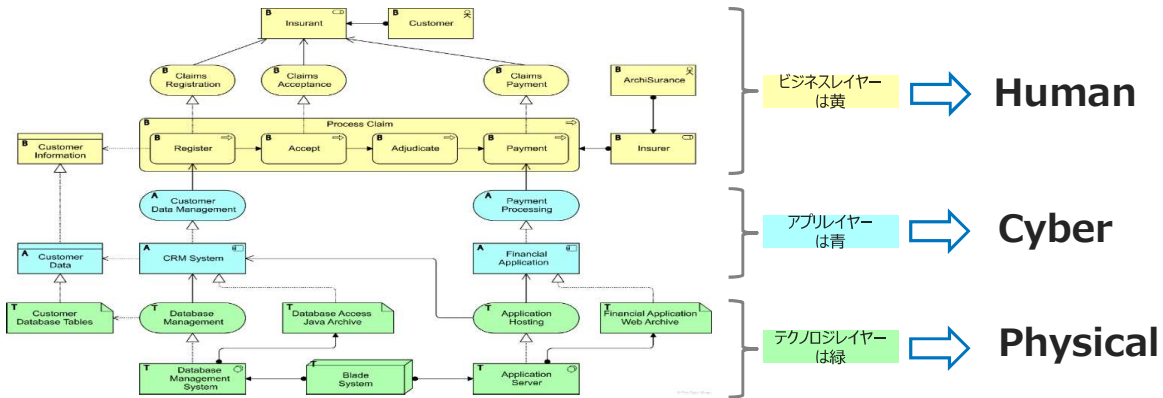 B
Insurant
B
Customer
B
Claims
Registration
B
Claims
Acceptance
B
Claims
Payment
B
ArchiSurance
B
Process Claim
B
Customer
Information
B
Register
B
Accept
B
Adjudicate
B
Payment
B
Insurer
A
Customer
Data Management
A
Payment
Processing
A
Customer
Data
A
CRM System
A
Financial
Application
T
Customer
Database Tables
T
Database
Management
T
Database Access
Java Archive
T
Application
Hosting
T
Financial Application
Web Archive
T
Database
Management
System
T
Blade
System
T
Application
Server
ビジネスレイヤー
は黄
Human
アプリレイヤー
は青
Cyber
テクノロジレイヤー
は緑
Physical